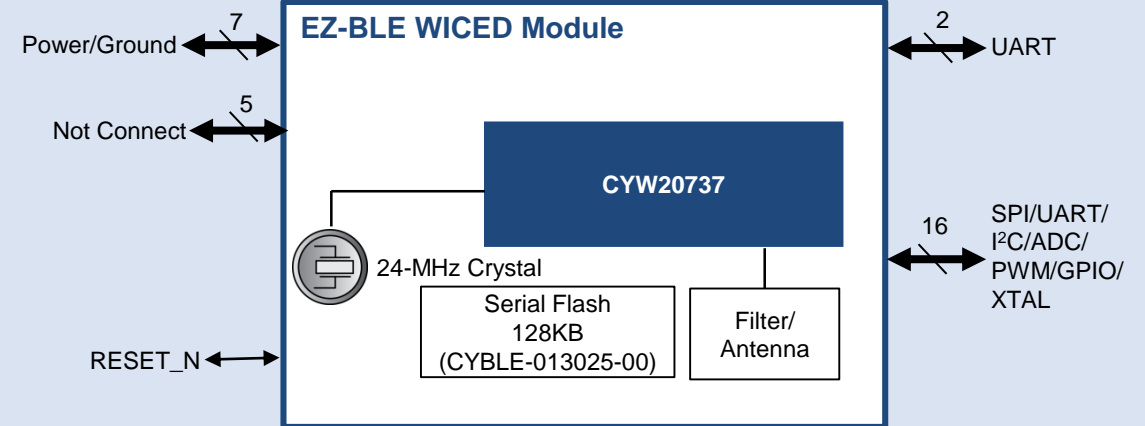 EZ-BLE WICED Module
7
Power/Ground
2
UART
5
Not Connect
CYW20737
16
SPI/UART/
I²C/ADC/
PWM/GPIO/
XTAL
24-MHz Crystal
Serial Flash
128KB
(CYBLE-013025-00)
Filter/
Antenna
RESET_N